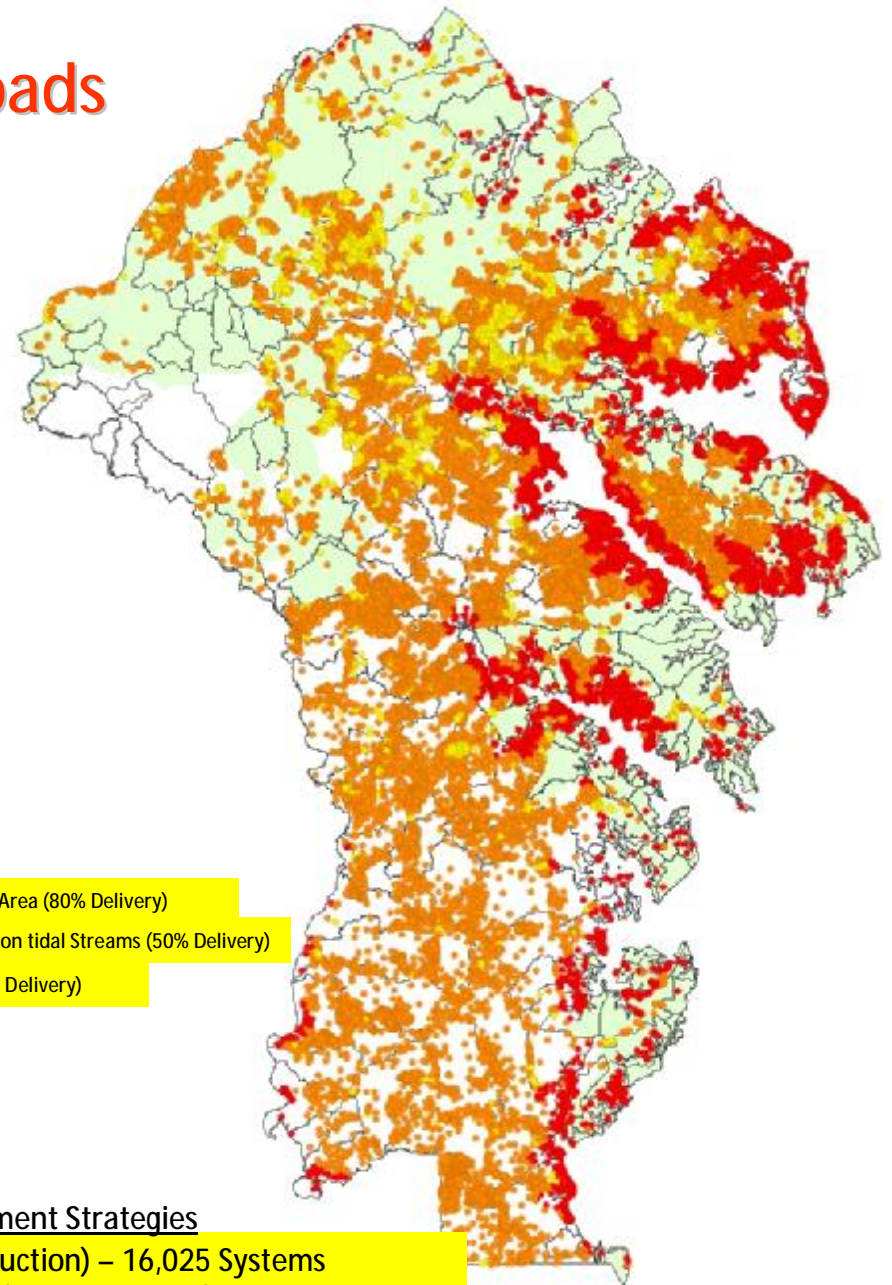 oads
Area (80% Delivery)
on tidal Streams (50% Delivery)
Delivery)
ment Strategies
uction) – 16,025 Systems